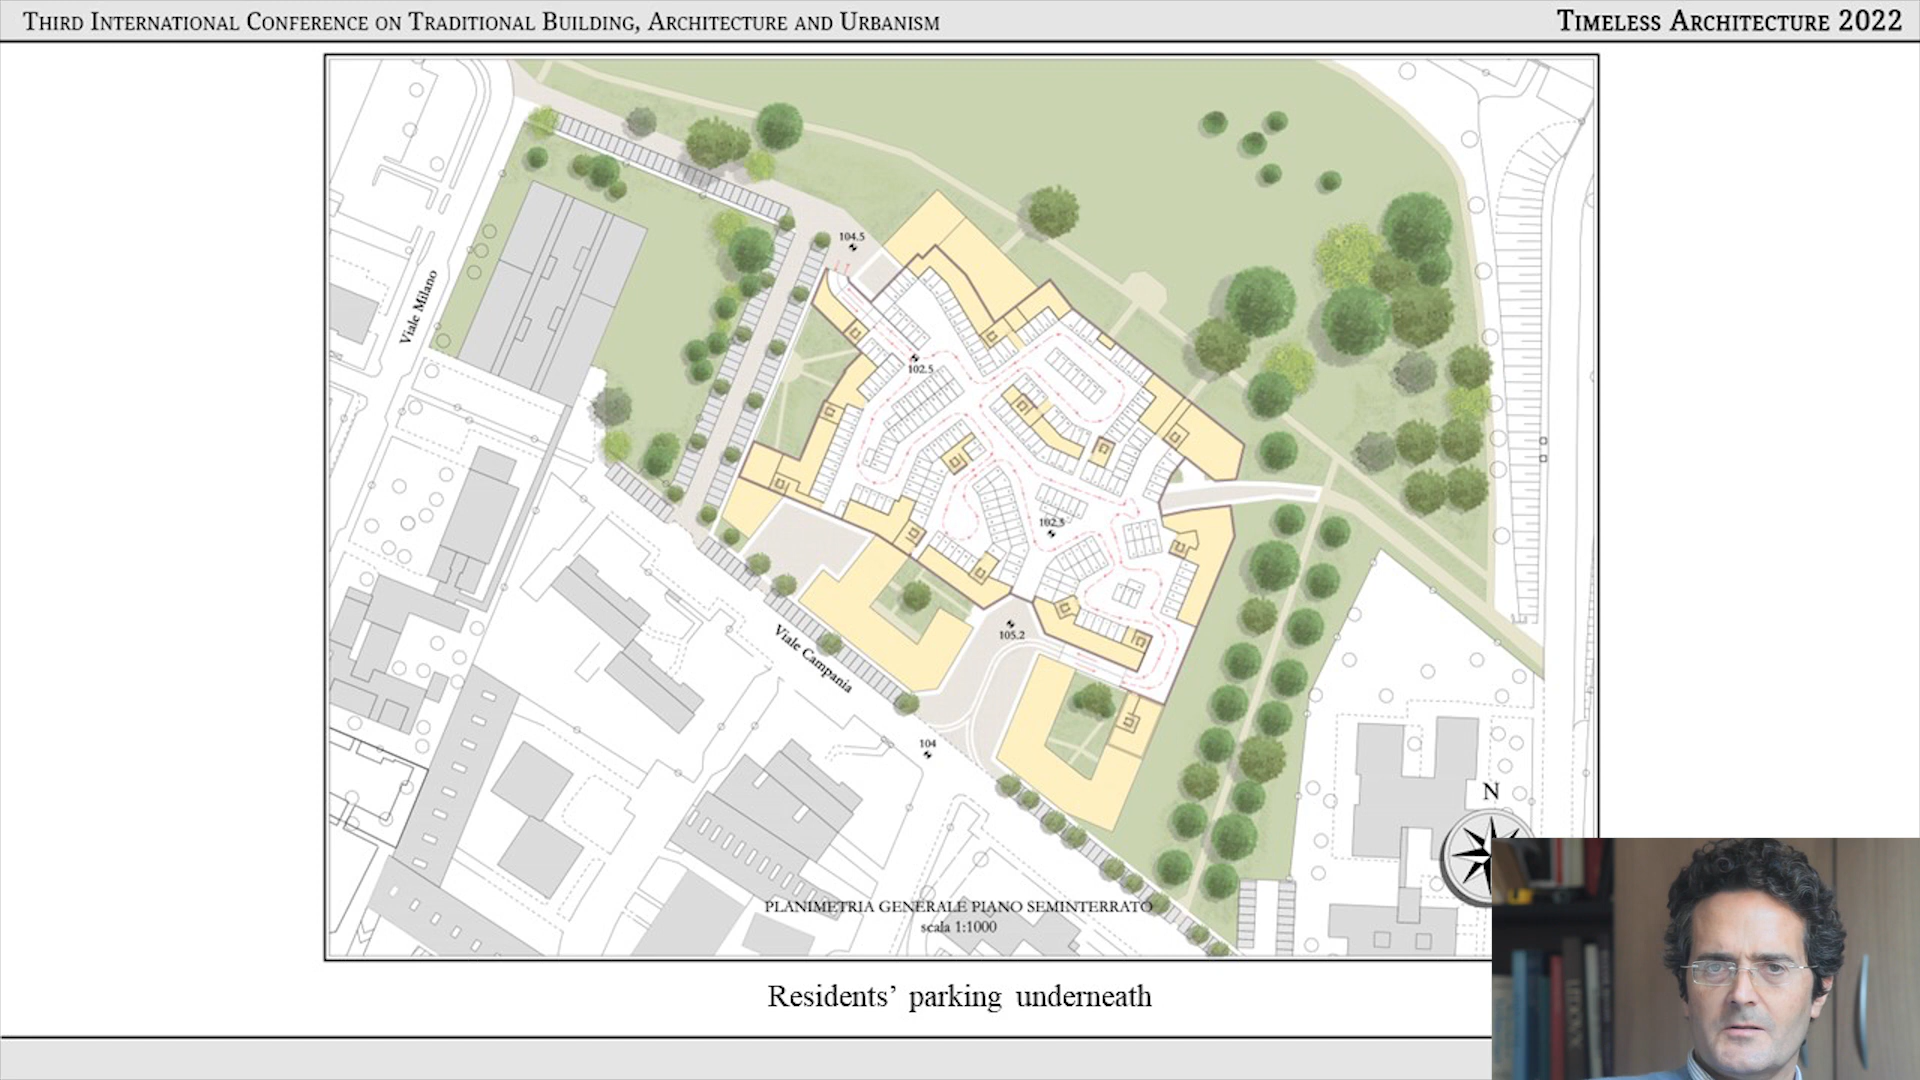 Third International Conference on Traditional Building, Architecture and Urbanism
Timeless Architecture 2022
104.5
Viale Milano
102.5
102.5
105.2
Viale Campania
104
N
PLANIMETRIA GENERALE PIANO SEMINTERRATO
scala 1:1000
Residents’ parking underneath